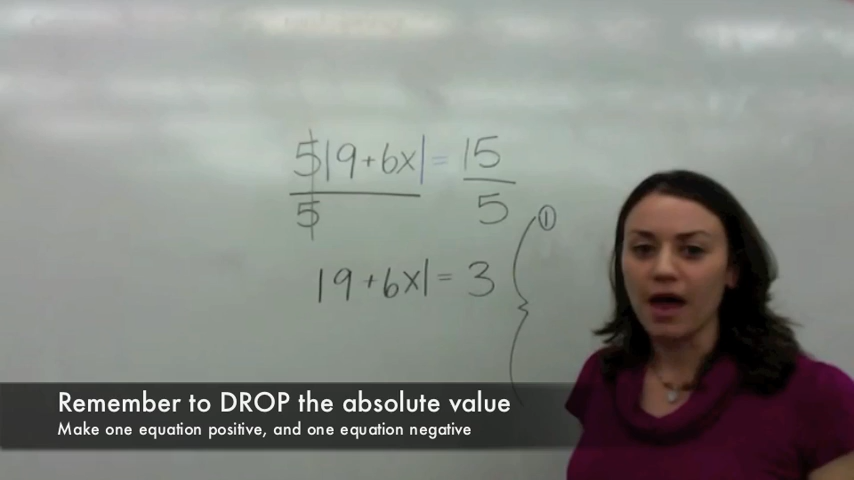 5|9+6x| = 15
5 5
①
|9+6x| = 3
Remember to DROP the absolute value
Make one equation positive, and one equation negative